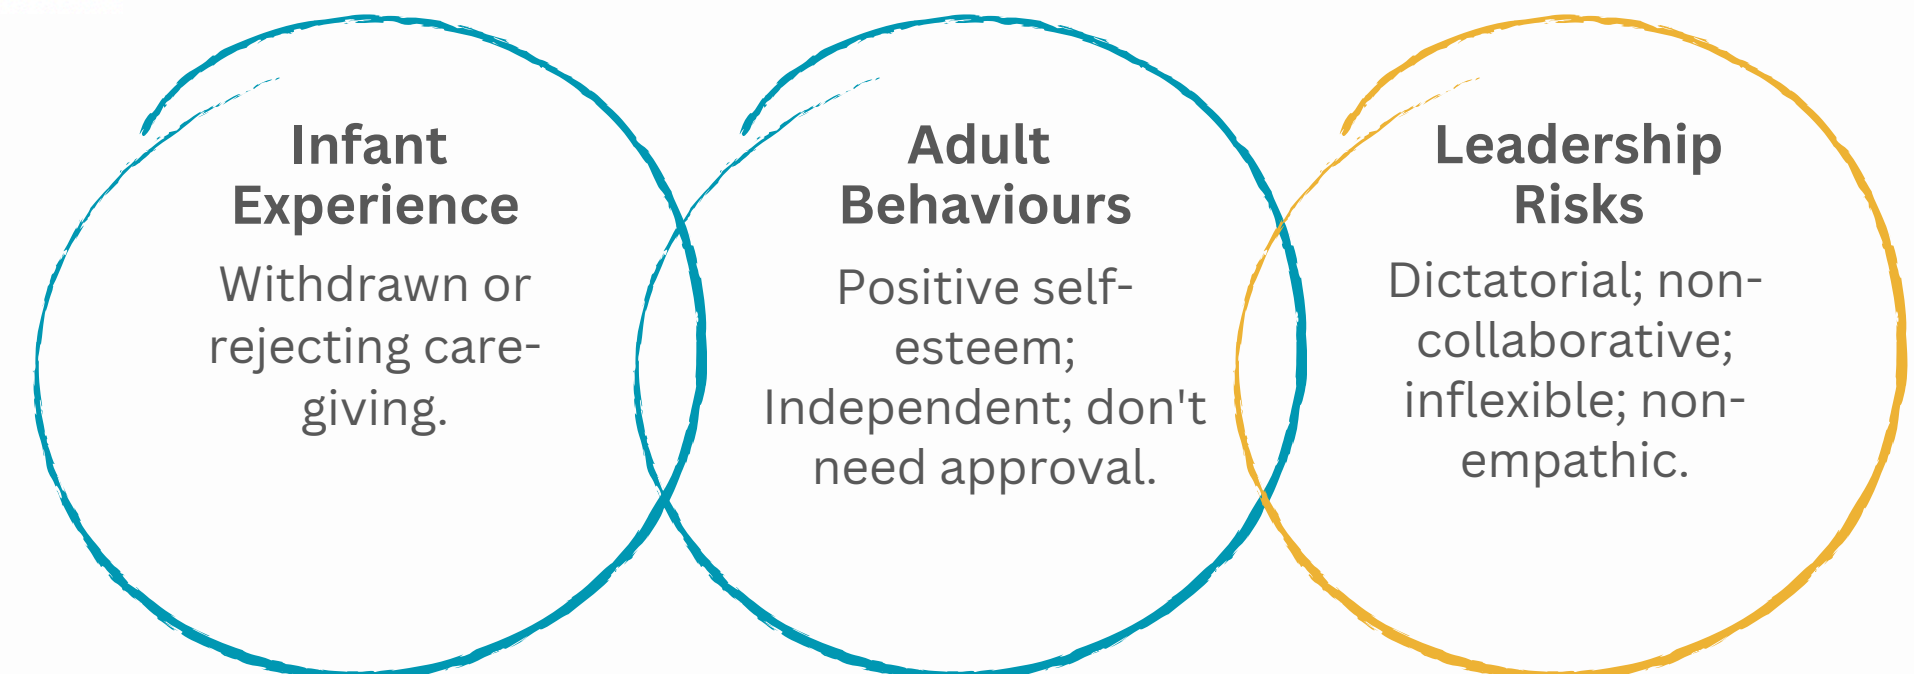 Infant
Experience
Withdrawn or
rejecting care-
giving.
Adult
Behaviours
Positive self-
esteem;
Independent; don't
need approval.
Leadership
Risks
Dictatorial; non-
collaborative;
inflexible; non-
empathic.